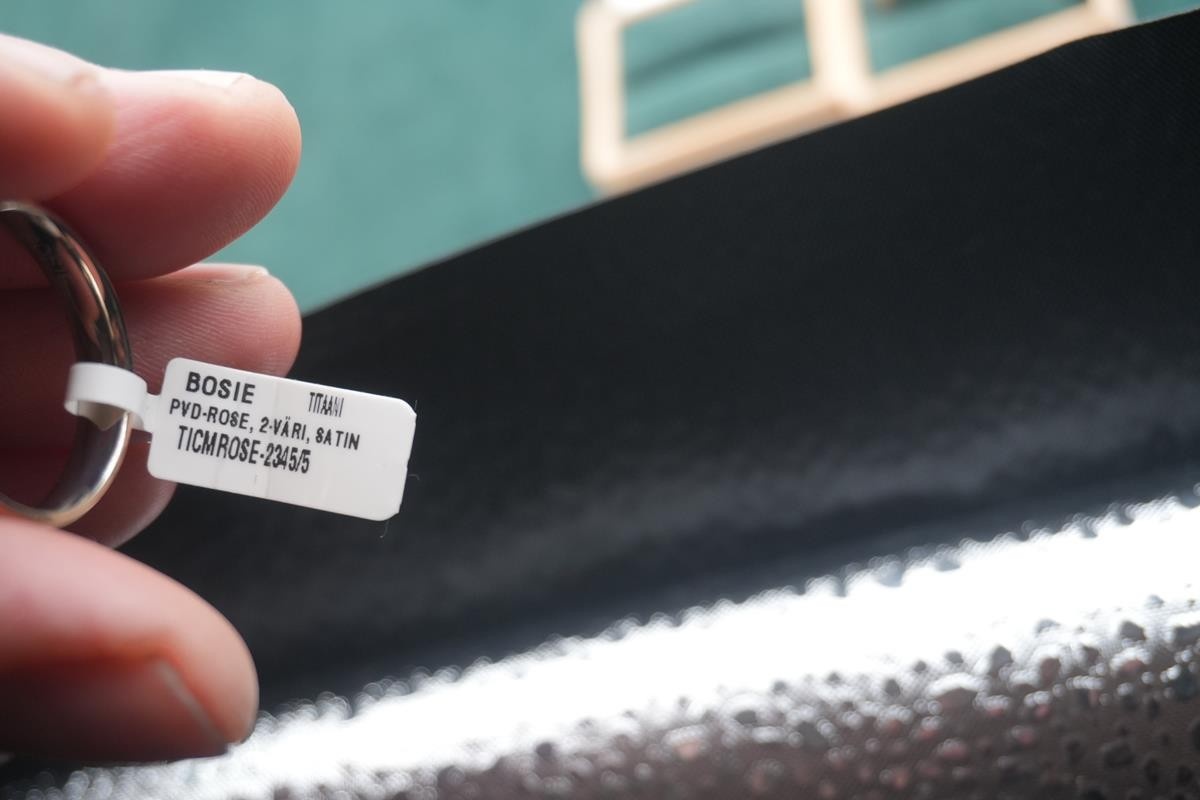 BOSIE TITAANI
PVD-ROSE, 2-VÄRI, SATIN
TICMROSE-2345/5